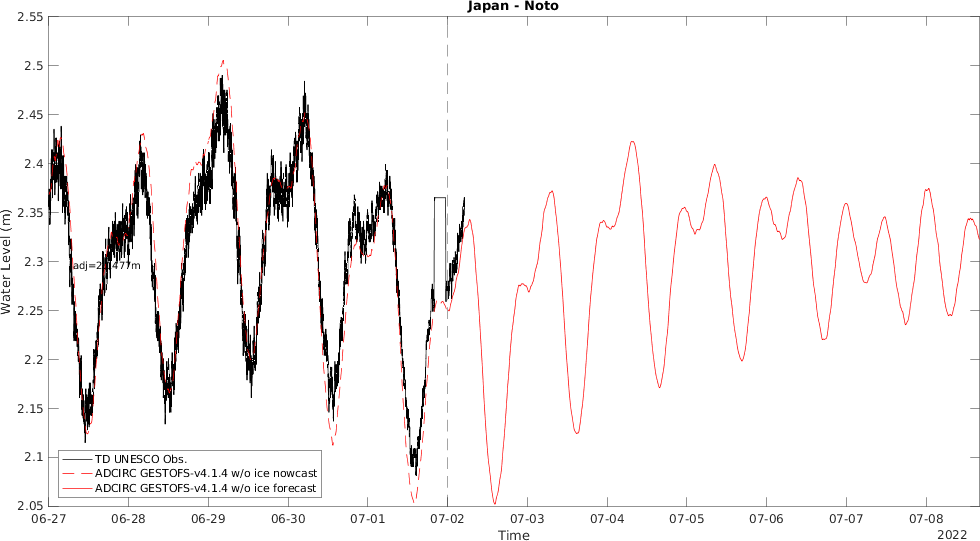 Japan - Noto
2.55
2.5
2.45
2.4
2.35
2.3
2.25
2.2
2.15
2.1
2.05
Water Level (m)
TD UNESCO Obs.
ADCIRC GESTOFS-v4.1.4 w/o ice nowcast
ADCIRC GESTOFS-v4.1.4 w/o ice forecast
06-27 06-28 06-29 06-30 07-01 07-02 07-03 07-04 07-05 07-06 07-07 07-08
Time
2022